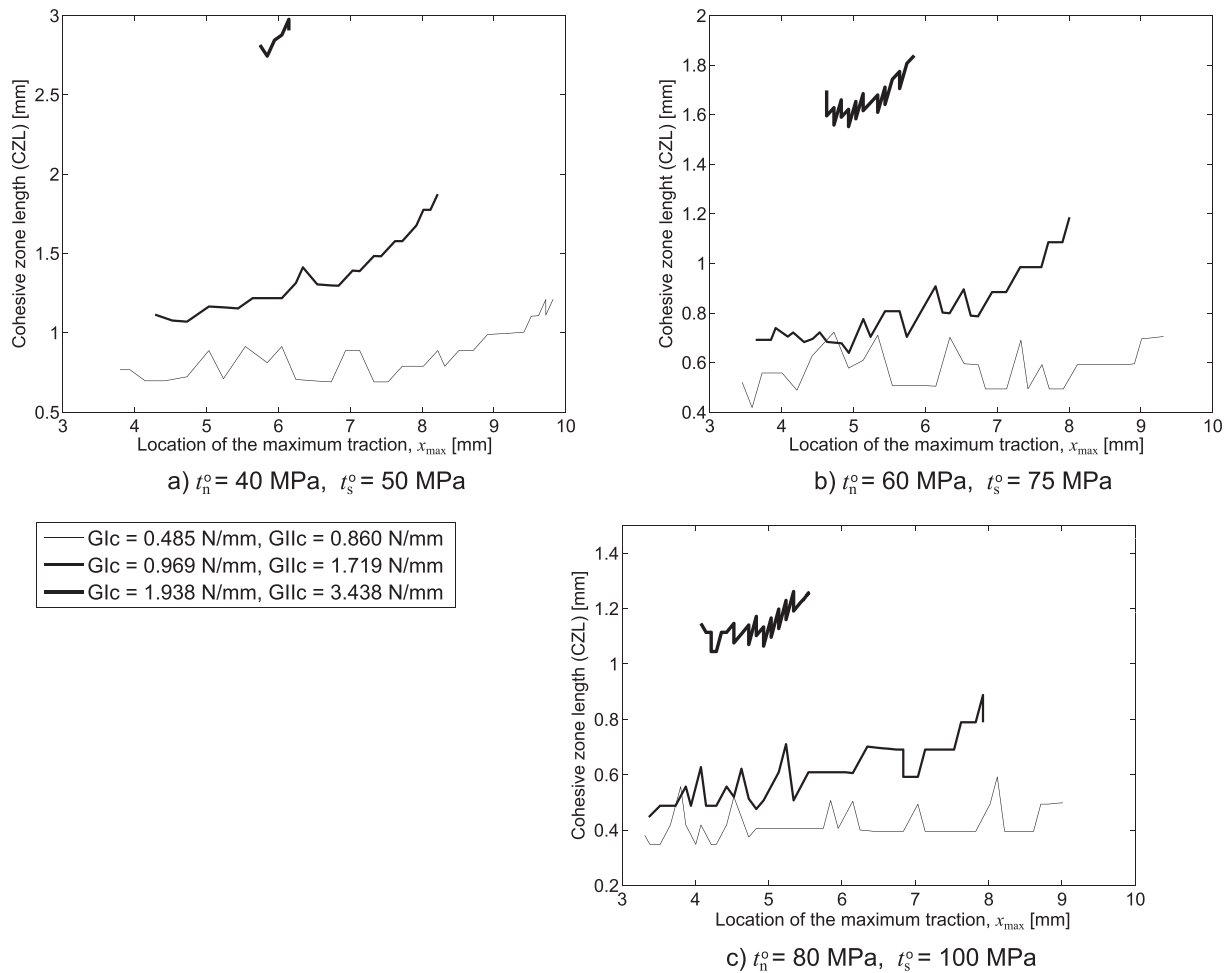 3
2.5
2
1.5
1
0.5
Cohesive zone length (CZL) [mm]
3 4 5 6 7 8 9 10
Location of the maximum traction, xmax [mm]
a) tₙᵒ = 40 MPa, tₛᵒ = 50 MPa
2
1.8
1.6
1.4
1.2
1
0.8
0.6
0.4
Cohesive zone lenght (CZL) [mm]
3 4 5 6 7 8 9 10
Location of the maximum traction, xmax [mm]
b) tₙᵒ = 60 MPa, tₛᵒ = 75 MPa
GIc = 0.485 N/mm, GIIc = 0.860 N/mm
GIc = 0.969 N/mm, GIIc = 1.719 N/mm
GIc = 1.938 N/mm, GIIc = 3.438 N/mm
1.4
1.2
1
0.8
0.6
0.4
0.2
Cohesive zone length (CZL) [mm]
3 4 5 6 7 8 9 10
Location of the maximum traction, xmax [mm]
c) tₙᵒ = 80 MPa, tₛᵒ = 100 MPa